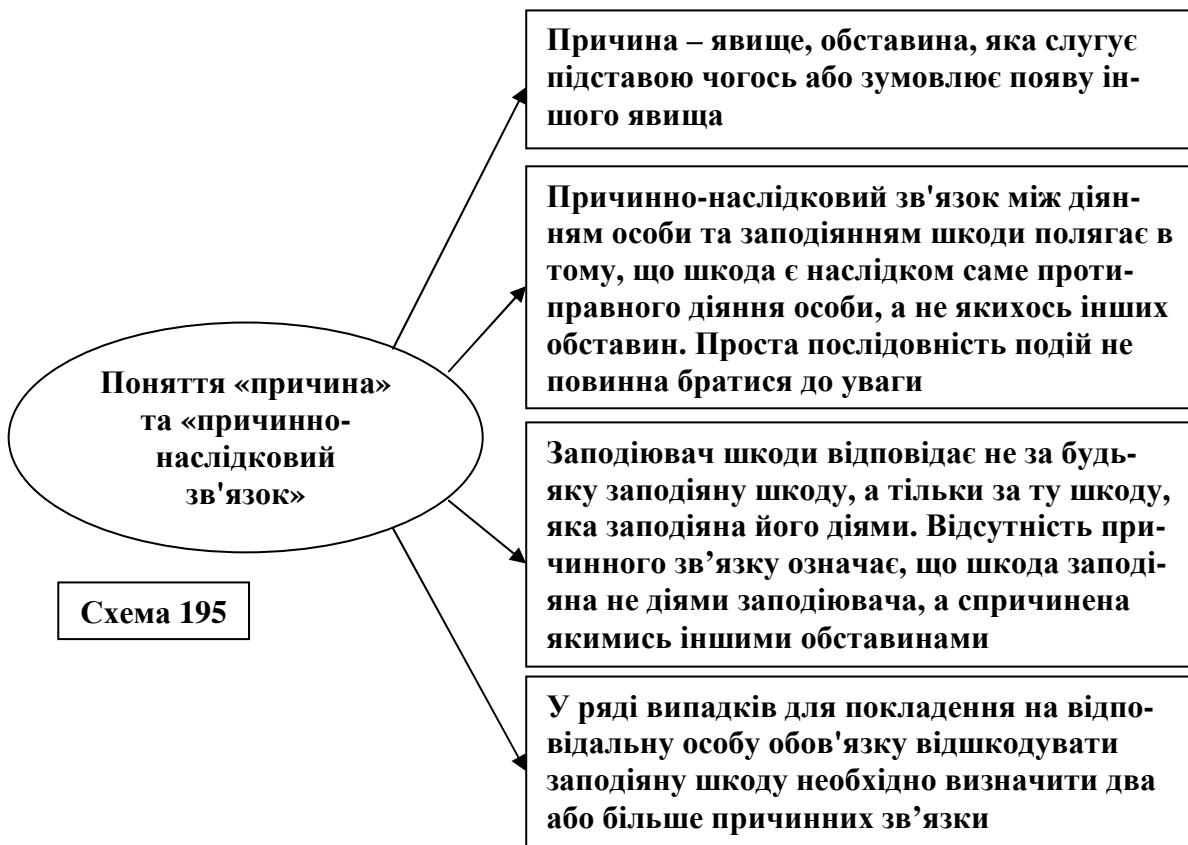 Причина – явище, обставина, яка слугує
підставою чогось або зумовлює появу ін-
шого явища
Причинно-наслідковий зв'язок між діян-
ням особи та заподіянням шкоди полягає в
тому, що шкода є наслідком саме проти-
правного діяння особи, а не якихось інших
обставин. Проста послідовність подій не
повинна братися до уваги
Поняття «причина»
та «причинно-
наслідковий
зв'язок»
Заподіювач шкоди відповідає не за будь-
яку заподіяну шкоду, а тільки за ту шкоду,
яка заподіяна його діями. Відсутність при-
чинного зв’язку означає, що шкода заподі-
яна не діями заподіювача, а спричинена
якимись іншими обставинами
Схема 195
У ряді випадків для покладення на відпо-
відальну особу обов'язку відшкодувати
заподіяну шкоду необхідно визначити два
або більше причинних зв’язки